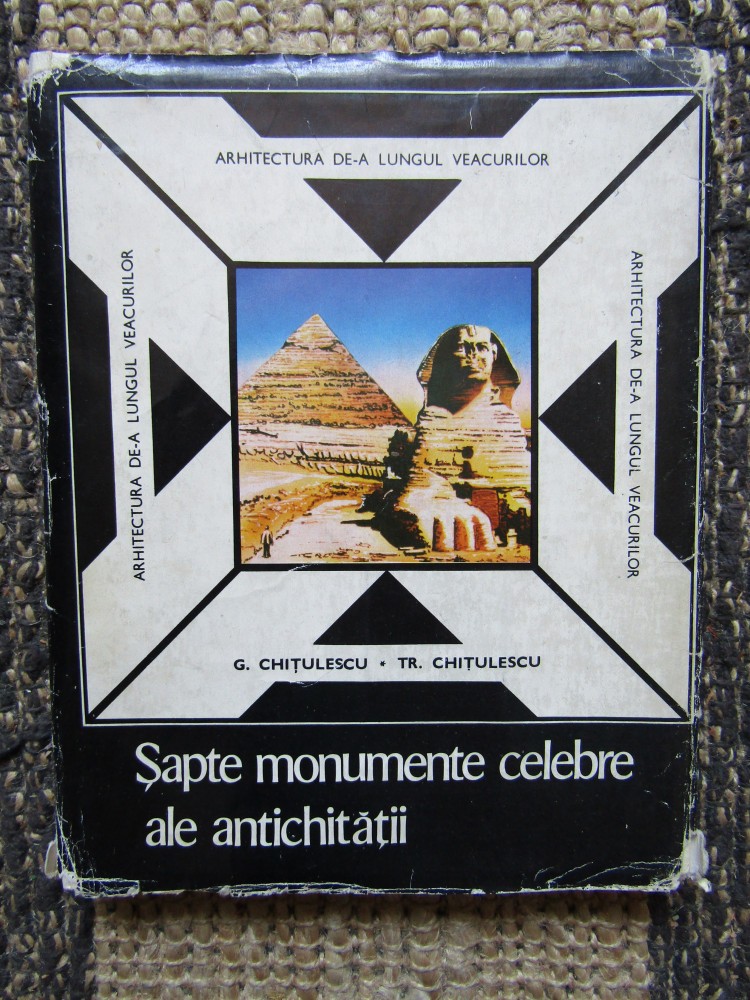 ARHITECTURA DE-A LUNGUL VEACURILOR
ARHITECTURA DE-A LUNGUL VEACURILOR
ARHITECTURA DE-A LUNGUL VEACURILOR
G. CHIȚULESCU * TR. CHIȚULESCU
Șapte monumente celebre
ale antichității